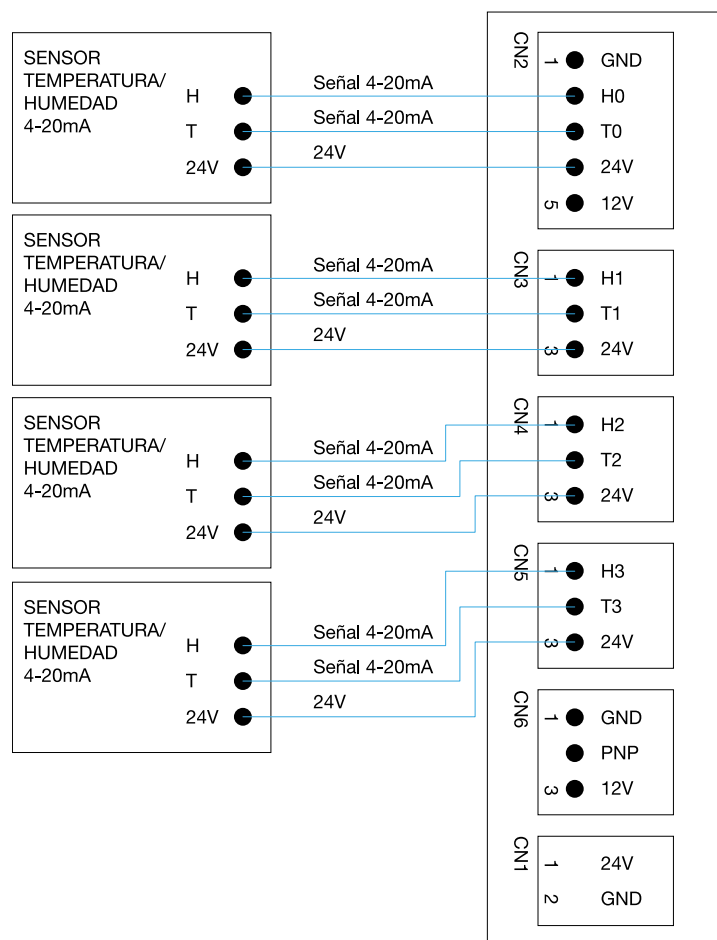 SENSOR
TEMPERATURA/
HUMEDAD
4-20mA
H
T
24V
Señal 4-20mA
Señal 4-20mA
24V
CN2
1
GND
H0
T0
24V
5
12V
SENSOR
TEMPERATURA/
HUMEDAD
4-20mA
H
T
24V
Señal 4-20mA
Señal 4-20mA
24V
CN3
1
H1
T1
3
24V
SENSOR
TEMPERATURA/
HUMEDAD
4-20mA
H
T
24V
Señal 4-20mA
Señal 4-20mA
24V
CN4
1
H2
T2
3
24V
SENSOR
TEMPERATURA/
HUMEDAD
4-20mA
H
T
24V
Señal 4-20mA
Señal 4-20mA
24V
CN5
1
H3
T3
3
24V
CN6
1
GND
PNP
3
12V
CN1
1
24V
2
GND